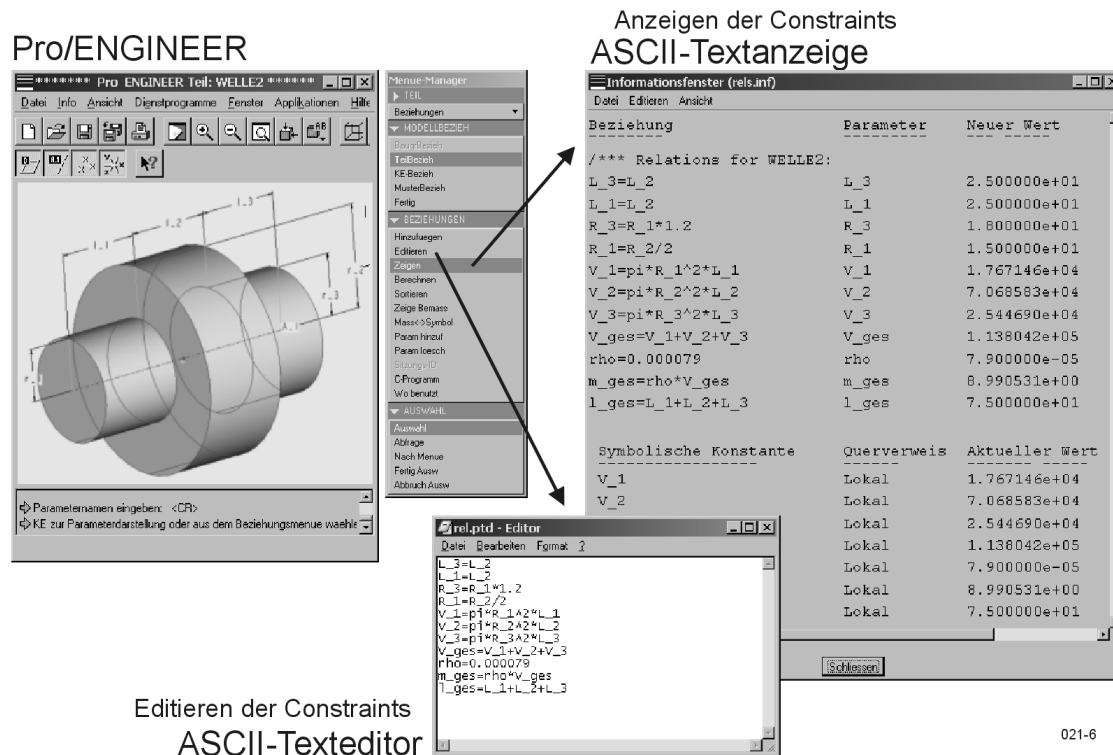 Anzeigen der Constraints
Pro/ENGINEER
ASCII-Textanzeige
******* Pro ENGINEER Teil: WELLE2 *******
Datei Info Ansicht Dienstprogramme Fenster Applikationen Hilfe
l_1
l_2
l_3
r_2
r_3
A_1
r_1
Parameternamen eingeben: <CR>
KE zur Parameterdarstellung oder aus dem Beziehungsmenue waehle
Menue-Manager
TEIL
Beziehungen
MODELLBEZIEH
BaugrBezieh
TeilBezieh
KE-Bezieh
MusterBezieh
Fertig
BEZIEHUNGEN
Hinzufuegen
Editieren
Zeigen
Berechnen
Sortieren
Zeige Bemass
Mass<->Symbol
Param hinzuf
Param loesch
Sitzungs-ID
C-Programm
Wo benutzt
AUSWAHL
Auswahl
Abfrage
Nach Menue
Fertig Ausw
Abbruch Ausw
Informationsfenster (rels.inf)
Datei Editieren Ansicht
Beziehung Parameter Neuer Wert
/*** Relations for WELLE2:
L_3=L_2 L_3 2.500000e+01
L_1=L_2 L_1 2.500000e+01
R_3=R_1*1.2 R_3 1.800000e+01
R_1=R_2/2 R_1 1.500000e+01
V_1=pi*R_1^2*L_1 V_1 1.767146e+04
V_2=pi*R_2^2*L_2 V_2 7.068583e+04
V_3=pi*R_3^2*L_3 V_3 2.544690e+04
V_ges=V_1+V_2+V_3 V_ges 1.138042e+05
rho=0.000079 rho 7.900000e-05
m_ges=rho*V_ges m_ges 8.990531e+00
l_ges=L_1+L_2+L_3 l_ges 7.500000e+01
Symbolische Konstante Querverweis Aktueller Wert
V_1 Lokal 1.767146e+04
V_2 Lokal 7.068583e+04
Lokal 2.544690e+04
Lokal 1.138042e+05
Lokal 7.900000e-05
Lokal 8.990531e+00
Lokal 7.500000e+01
Schliessen
rel.ptd - Editor
Datei Bearbeiten Format ?
L_3=L_2
L_1=L_2
R_3=R_1*1.2
R_1=R_2/2
V_1=pi*R_1^2*L_1
V_2=pi*R_2^2*L_2
V_3=pi*R_3^2*L_3
V_ges=V_1+V_2+V_3
rho=0.000079
m_ges=rho*V_ges
l_ges=L_1+L_2+L_3
Editieren der Constraints
ASCII-Texteditor
021-6